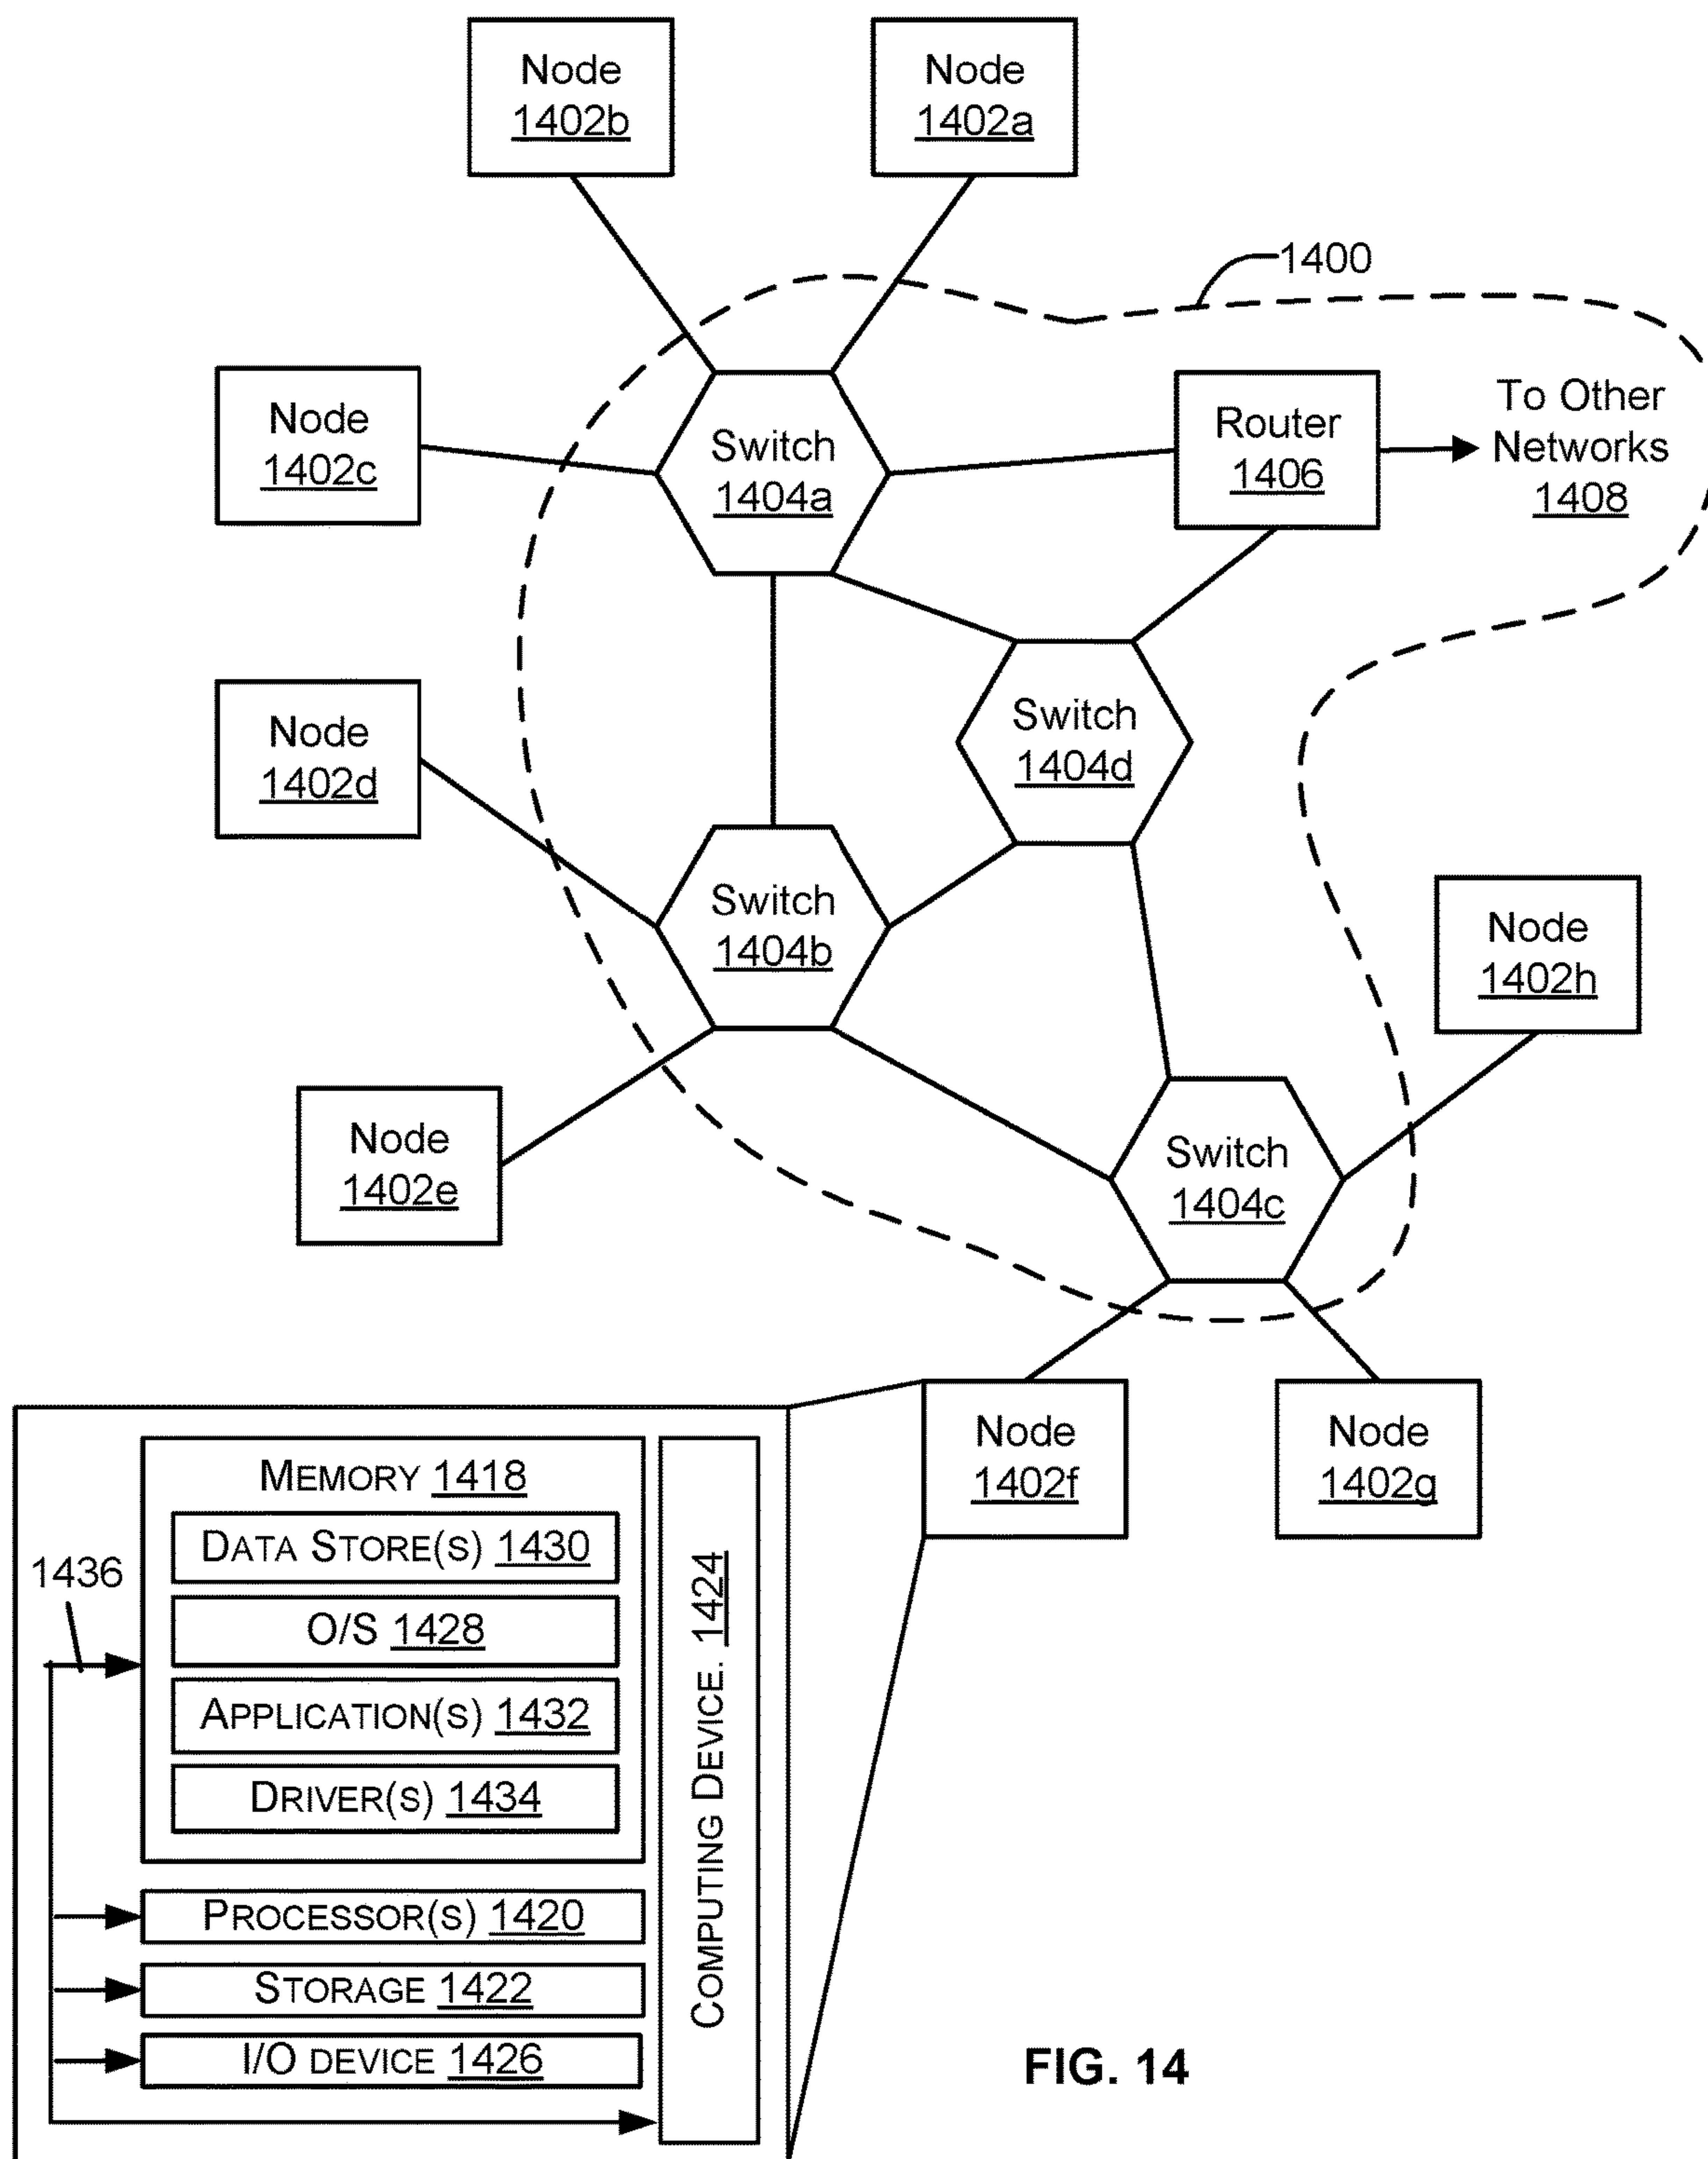 Node
1402b
Node
1402a
1400
Node
1402c
Switch
1404a
Router
1406
To Other
Networks
1408
Node
1402d
Switch
1404d
Switch
1404b
Node
1402h
Node
1402e
Switch
1404c
Node
1402f
Node
1402g
MEMORY 1418
DATA STORE(S) 1430
1436
O/S 1428
APPLICATION(S) 1432
DRIVER(S) 1434
COMPUTING DEVICE. 1424
PROCESSOR(S) 1420
STORAGE 1422
I/O DEVICE 1426
FIG. 14